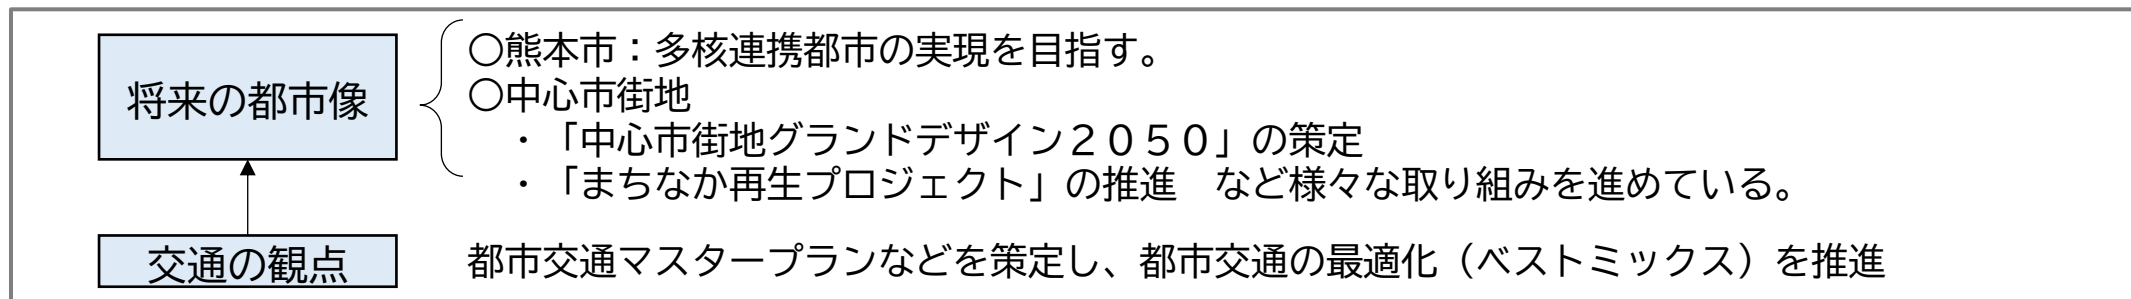 将来の都市像
○熊本市：多核連携都市の実現を目指す。
○中心市街地
・「中心市街地グランドデザイン２０５０」の策定
・「まちなか再生プロジェクト」の推進　など様々な取り組みを進めている。
交通の観点
都市交通マスタープランなどを策定し、都市交通の最適化（ベストミックス）を推進